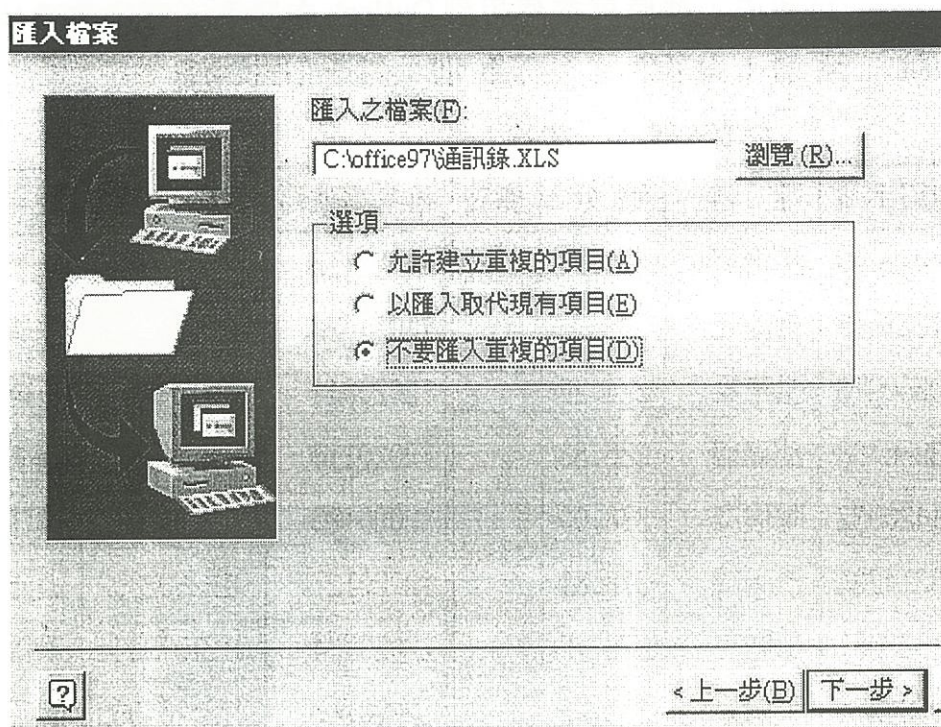 匯入檔案
匯入之檔案(F):
C:\office97\通訊錄.XLS
瀏覽 (R)...
選項
允許建立重複的項目(A)
以匯入取代現有項目(E)
不要匯入重複的項目(D)
?
< 上一步(B)
下一步 >